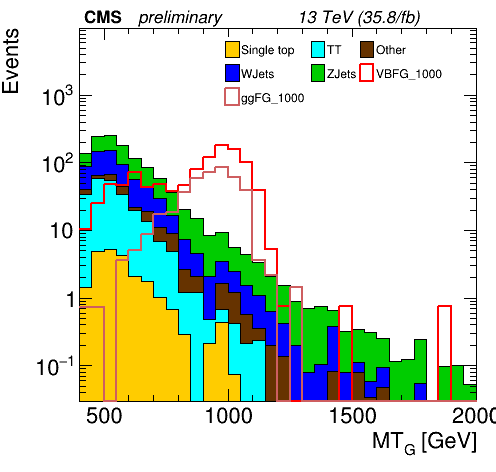 CMS preliminary 13 TeV (35.8/fb)
Events
Single top TT Other
WJets ZJets VBFG_1000
ggFG_1000
10³
10²
10
1
10⁻¹
500 1000 1500 2000
MT_G [GeV]